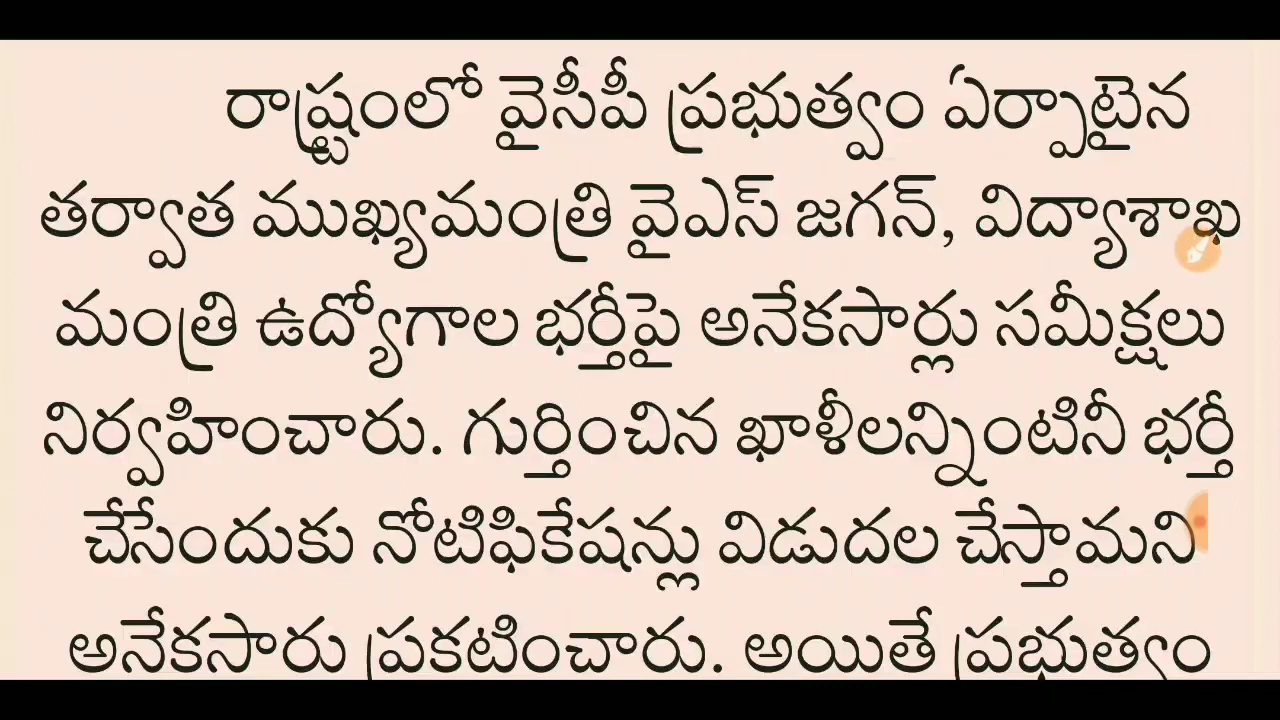 రాష్ట్రంలో వైసీపీ ప్రభుత్వం ఏర్పాటైన
తర్వాత ముఖ్యమంత్రి వైఎస్ జగన్, విద్యాశాఖ
మంత్రి ఉద్యోగాల భర్తీపై అనేకసార్లు సమీక్షలు
నిర్వహించారు. గుర్తించిన ఖాళీలన్నింటినీ భర్తీ
చేసేందుకు నోటిఫికేషన్లు విడుదల చేస్తామని
అనేకసారు ప్రకటించారు. అయితే ప్రభుత్వం